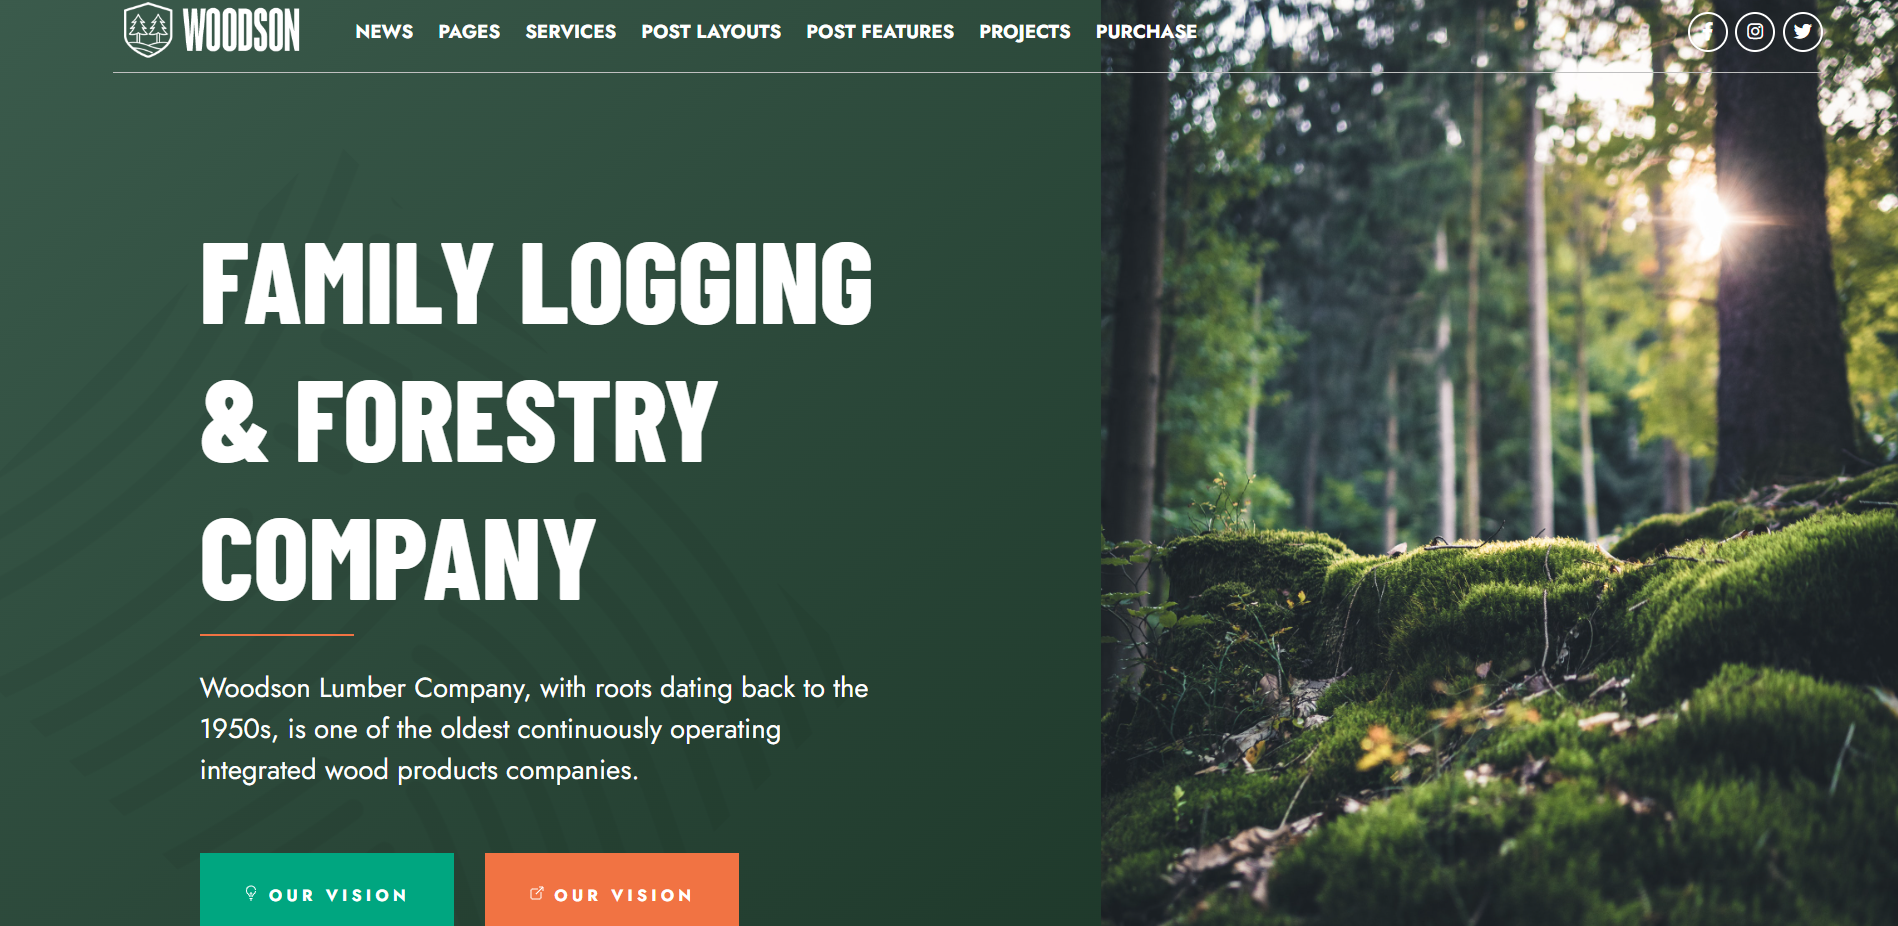 WOODSON
NEWS PAGES SERVICES POST LAYOUTS POST FEATURES PROJECTS PURCHASE
FAMILY LOGGING
& FORESTRY
COMPANY
Woodson Lumber Company, with roots dating back to the
1950s, is one of the oldest continuously operating
integrated wood products companies.
OUR VISION OUR VISION